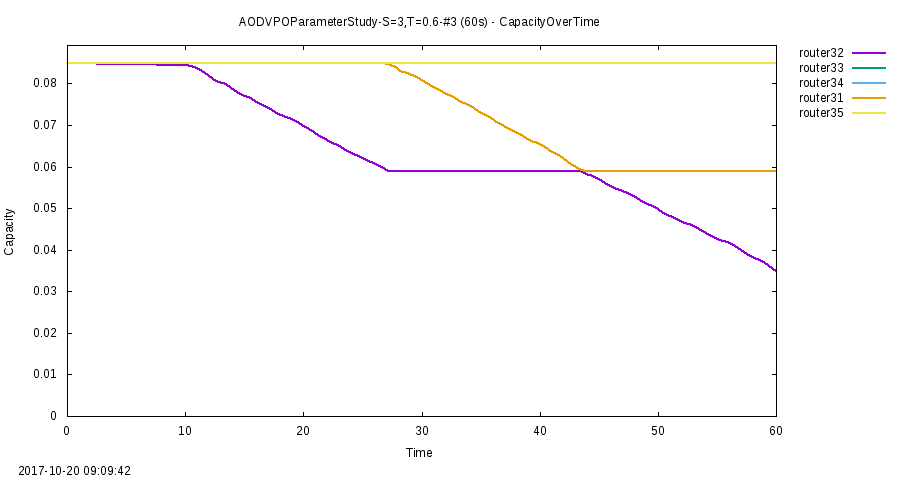 AODVPOParameterStudy-S=3,T=0.6-#3 (60s) - CapacityOverTime
router32
router33
router34
router31
router35
0.08
0.07
0.06
0.05
0.04
0.03
0.02
0.01
0
Capacity
0 10 20 30 40 50 60
Time
2017-10-20 09:09:42